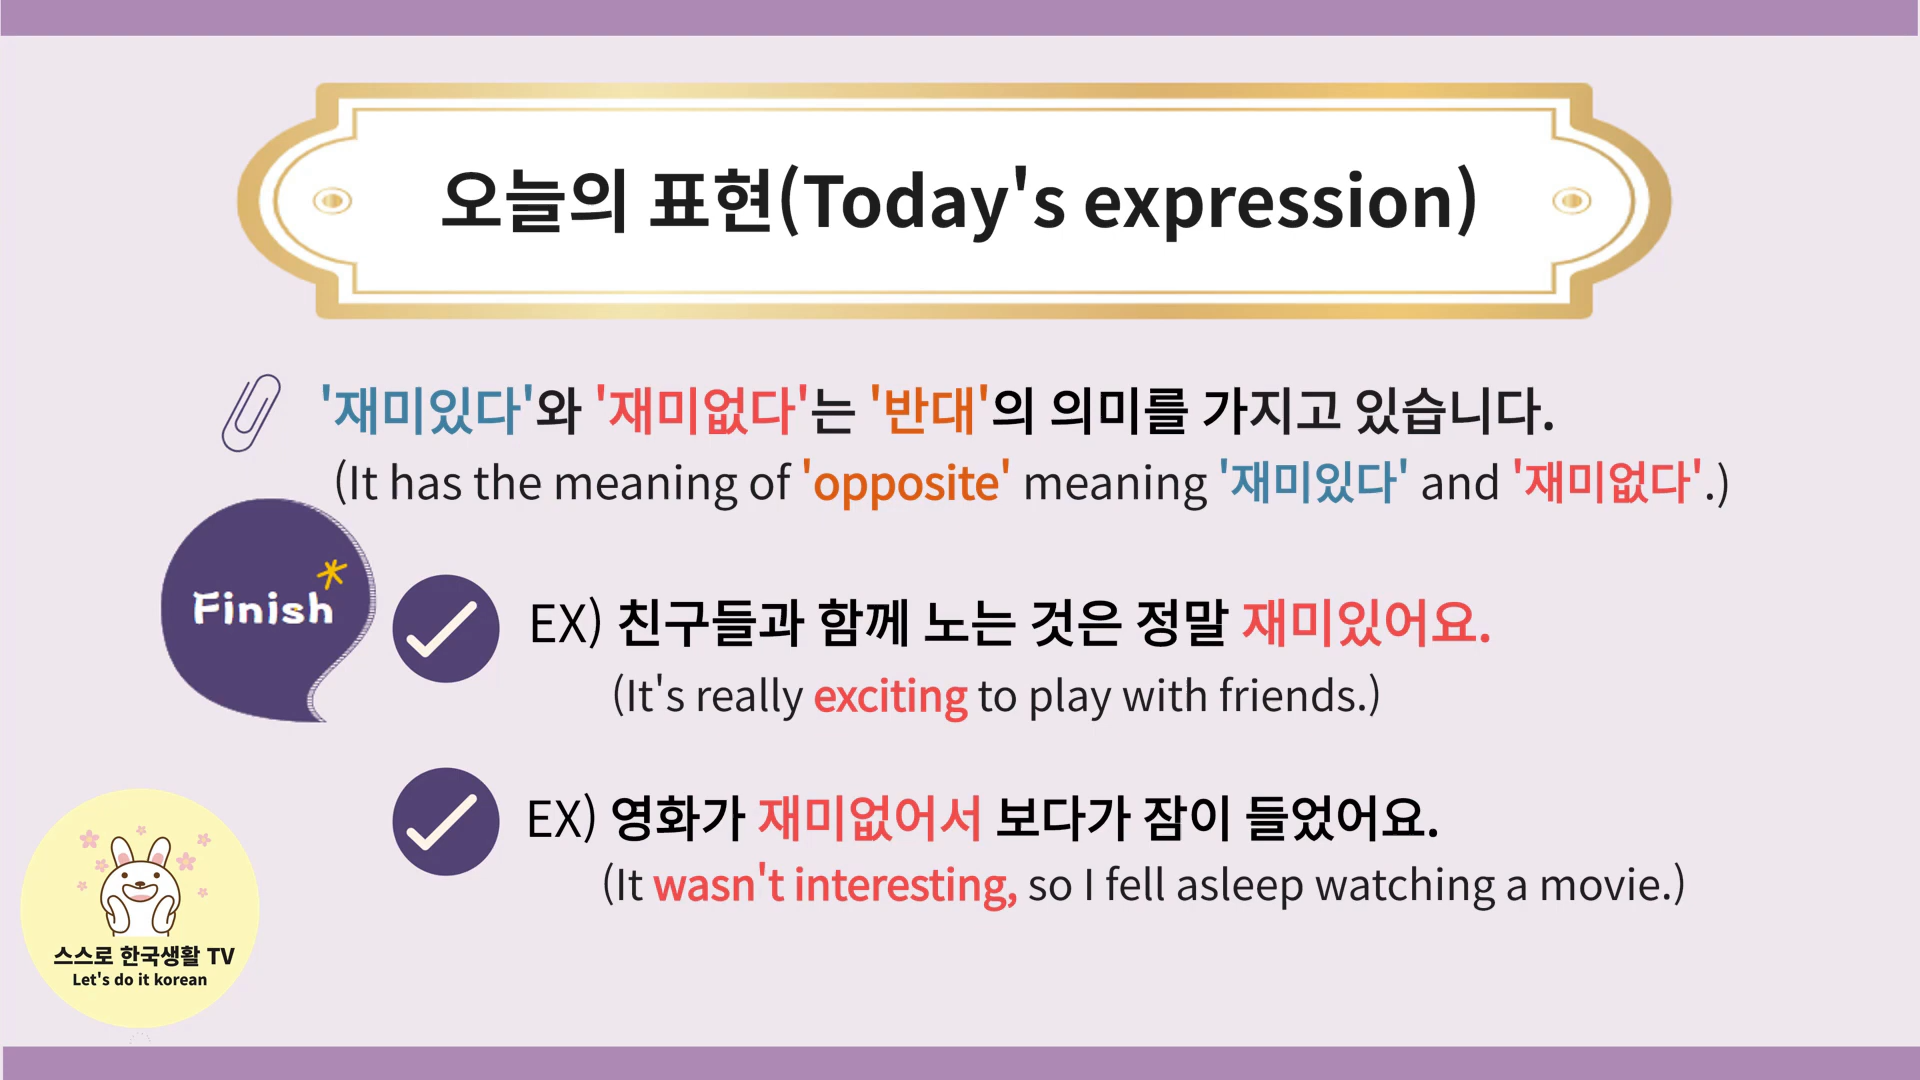 오늘의 표현(Today's expression)
'재미있다'와 '재미없다'는 '반대'의 의미를 가지고 있습니다.
(It has the meaning of 'opposite' meaning '재미있다' and '재미없다'.)
Finish
EX) 친구들과 함께 노는 것은 정말 재미있어요.
(It's really exciting to play with friends.)
EX) 영화가 재미없어서 보다가 잠이 들었어요.
(It wasn't interesting, so I fell asleep watching a movie.)
스스로 한국생활 TV
Let's do it korean